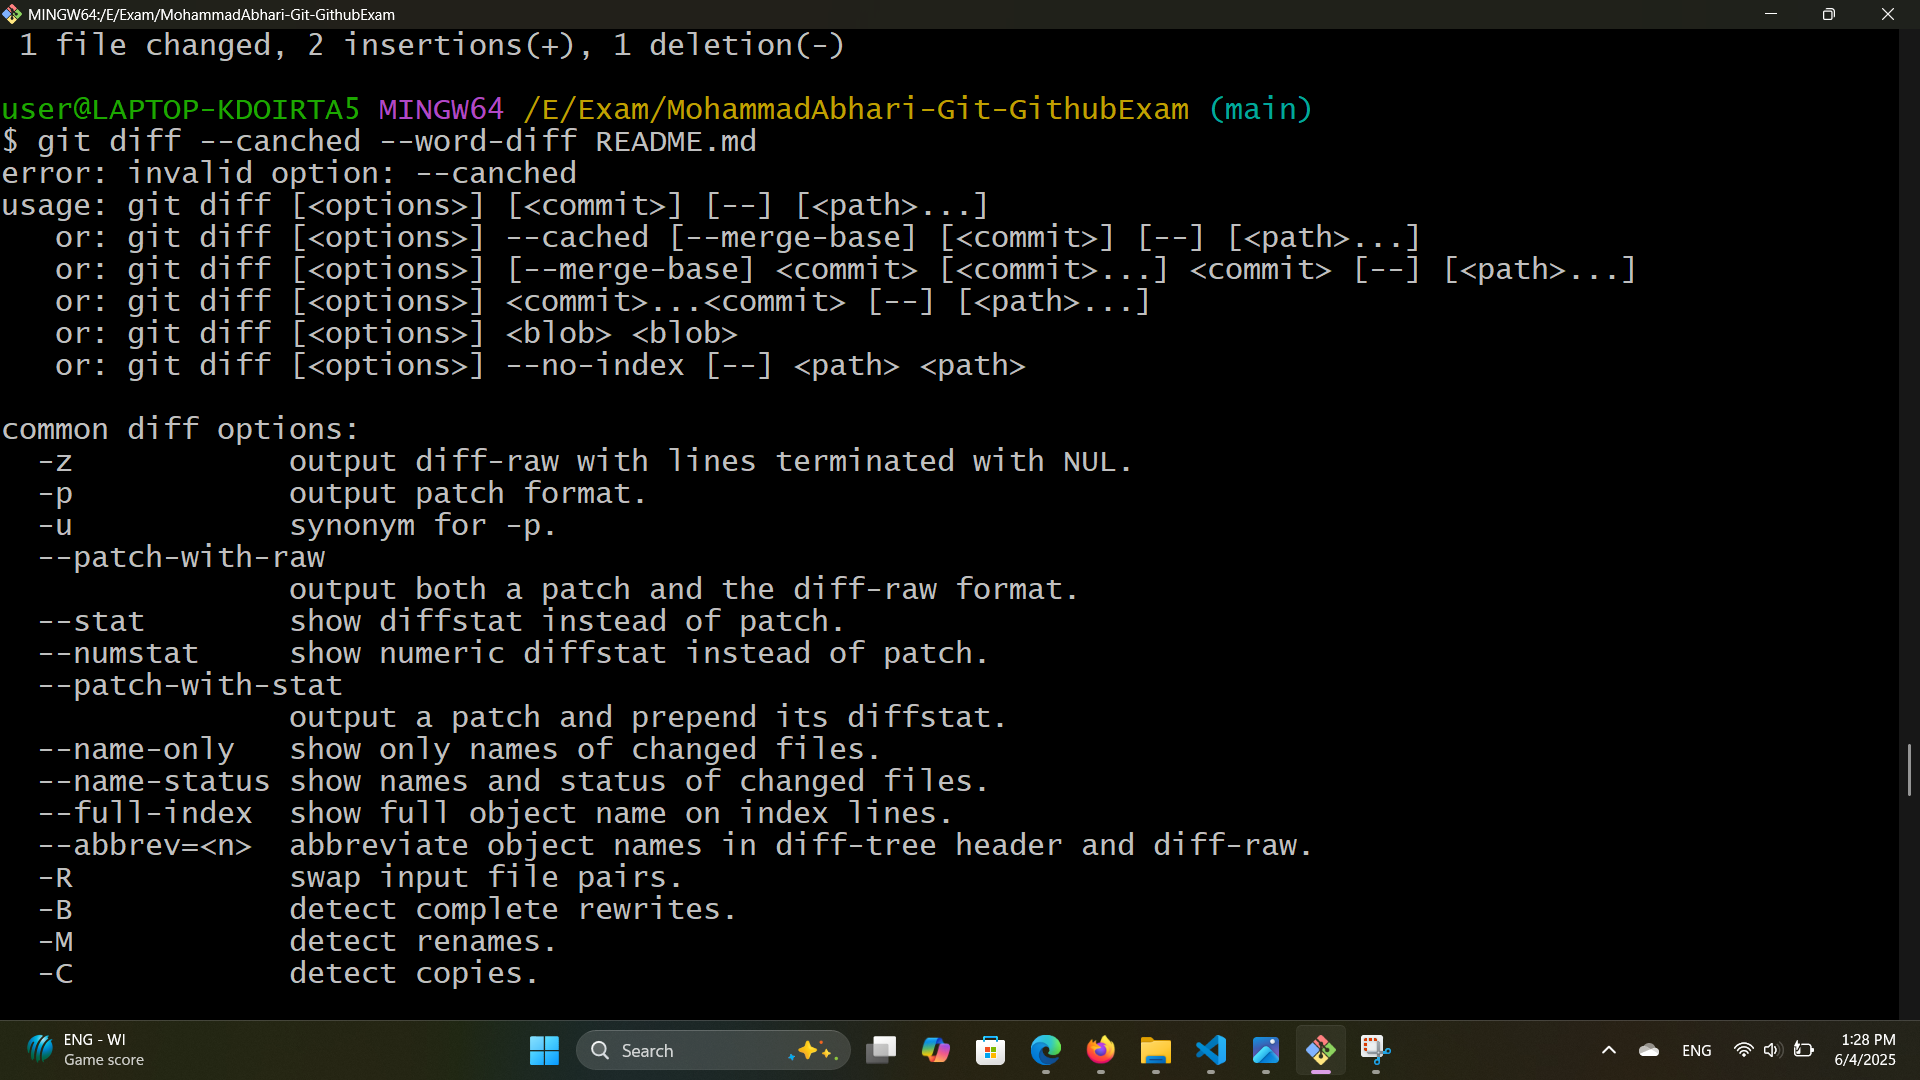 MINGW64:/E/Exam/MohammadAbhari-Git-GithubExam
 1 file changed, 2 insertions(+), 1 deletion(-)
user@LAPTOP-KDOIRTA5 MINGW64 /E/Exam/MohammadAbhari-Git-GithubExam (main)
$ git diff --canched --word-diff README.md
error: invalid option: --canched
usage: git diff [<options>] [<commit>] [--] [<path>...]
   or: git diff [<options>] --cached [--merge-base] [<commit>] [--] [<path>...]
   or: git diff [<options>] [--merge-base] <commit> [<commit>...] <commit> [--] [<path>...]
   or: git diff [<options>] <commit>...<commit> [--] [<path>...]
   or: git diff [<options>] <blob> <blob>
   or: git diff [<options>] --no-index [--] <path> <path>
common diff options:
  -z            output diff-raw with lines terminated with NUL.
  -p            output patch format.
  -u            synonym for -p.
  --patch-with-raw
                output both a patch and the diff-raw format.
  --stat        show diffstat instead of patch.
  --numstat     show numeric diffstat instead of patch.
  --patch-with-stat
                output a patch and prepend its diffstat.
  --name-only   show only names of changed files.
  --name-status show names and status of changed files.
  --full-index  show full object name on index lines.
  --abbrev=<n>  abbreviate object names in diff-tree header and diff-raw.
  -R            swap input file pairs.
  -B            detect complete rewrites.
  -M            detect renames.
  -C            detect copies.
ENG - WI
Game score
Search
ENG
1:28 PM
6/4/2025